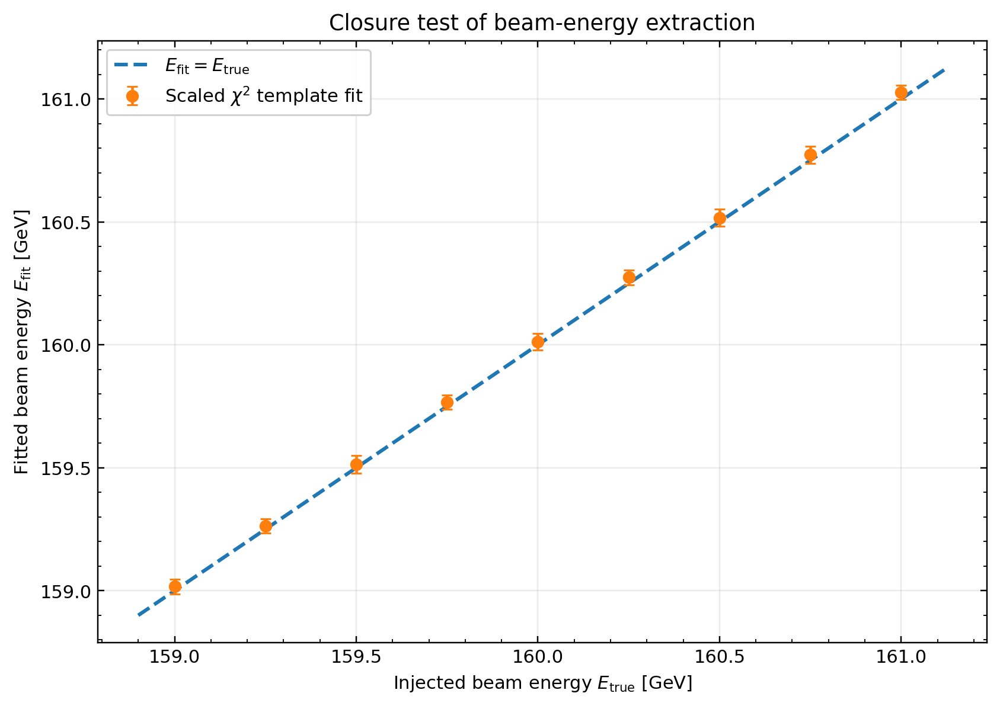 Closure test of beam-energy extraction
E_fit = E_true
Scaled χ² template fit
161.0
160.5
160.0
159.5
159.0
Fitted beam energy E_fit [GeV]
159.0 159.5 160.0 160.5 161.0
Injected beam energy E_true [GeV]